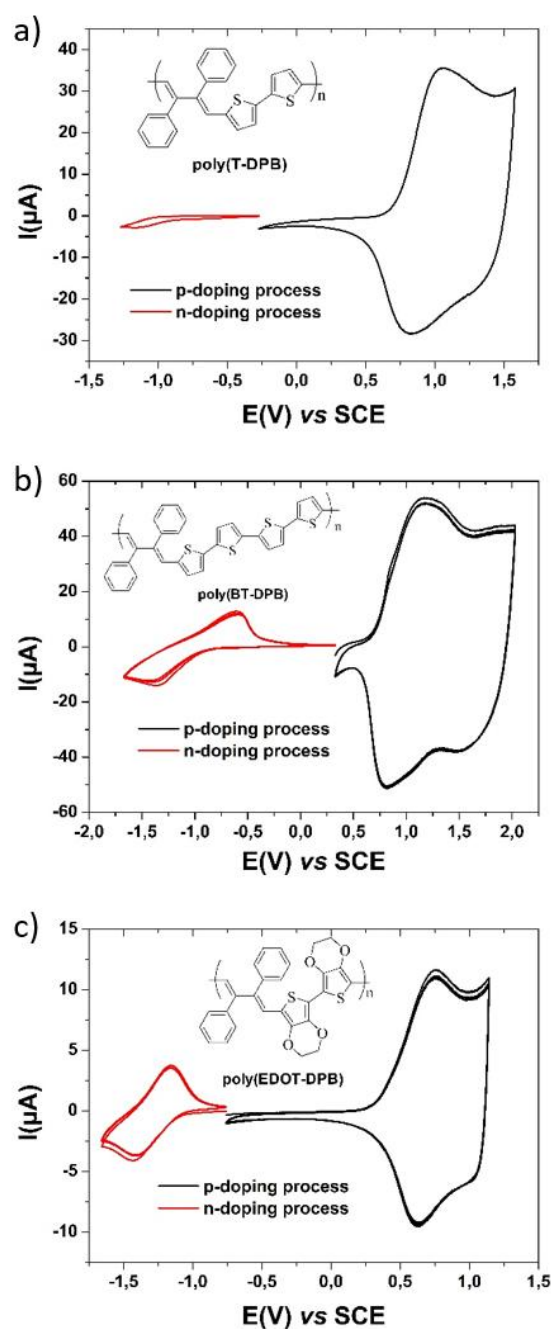 a)
40
30
20
10
0
-10
-20
-30
I(µA)
S
S
n
poly(T-DPB)
p-doping process
n-doping process
-1,5 -1,0 -0,5 0,0 0,5 1,0 1,5
E(V) vs SCE
b)
60
40
20
0
-20
-40
-60
I(µA)
S S S S
n
poly(BT-DPB)
p-doping process
n-doping process
-2,0 -1,5 -1,0 -0,5 0,0 0,5 1,0 1,5 2,0
E(V) vs SCE
c)
15
10
5
0
-5
-10
I(µA)
O O
S S
n
O O
poly(EDOT-DPB)
p-doping process
n-doping process
-1,5 -1,0 -0,5 0,0 0,5 1,0 1,5
E(V) vs SCE